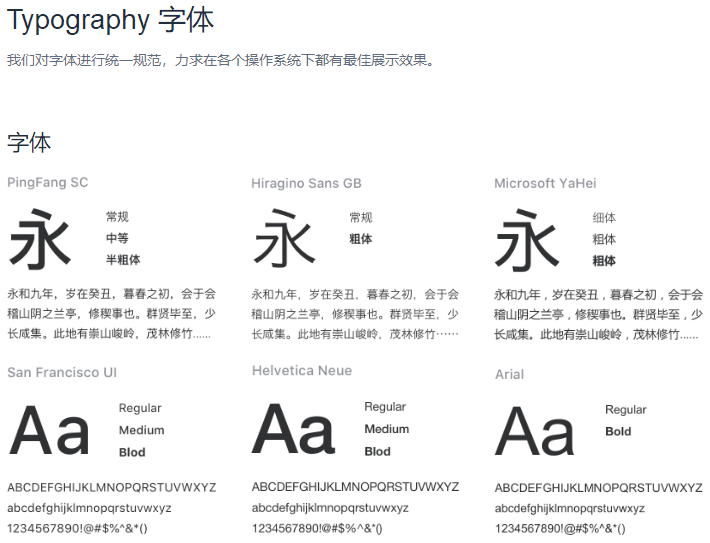 Typography 字体
我们对字体进行统一规范，力求在各个操作系统下都有最佳展示效果。
字体
PingFang SC
永
常规
中等
半粗体
永和九年，岁在癸丑，暮春之初，会于会
稽山阴之兰亭，修稧事也。群贤毕至，少
长咸集。此地有崇山峻岭，茂林修竹......
Hiragino Sans GB
永
常规
粗体
永和九年，岁在癸丑，暮春之初，会于会
稽山阴之兰亭，修稧事也。群贤毕至，少
长咸集。此地有崇山峻岭，茂林修竹……
Microsoft YaHei
永
细体
粗体
粗体
永和九年，岁在癸丑，暮春之初，会于会
稽山阴之兰亭，修稧事也。群贤毕至，少
长咸集。此地有崇山峻岭，茂林修竹......
San Francisco UI
Aa
Regular
Medium
Blod
ABCDEFGHIJKLMNOPQRSTUVWXYZ
abcdefghijklmnopqrstuvwxyz
1234567890!@#$%^&*()
Helvetica Neue
Aa
Regular
Medium
Blod
ABCDEFGHIJKLMNOPQRSTUVWXYZ
abcdefghijklmnopqrstuvwxyz
1234567890!@#$%^&*()
Arial
Aa
Regular
Bold
ABCDEFGHIJKLMNOPQRSTUVWXYZ
abcdefghijklmnopqrstuvwxyz
1234567890!@#$%^&*()